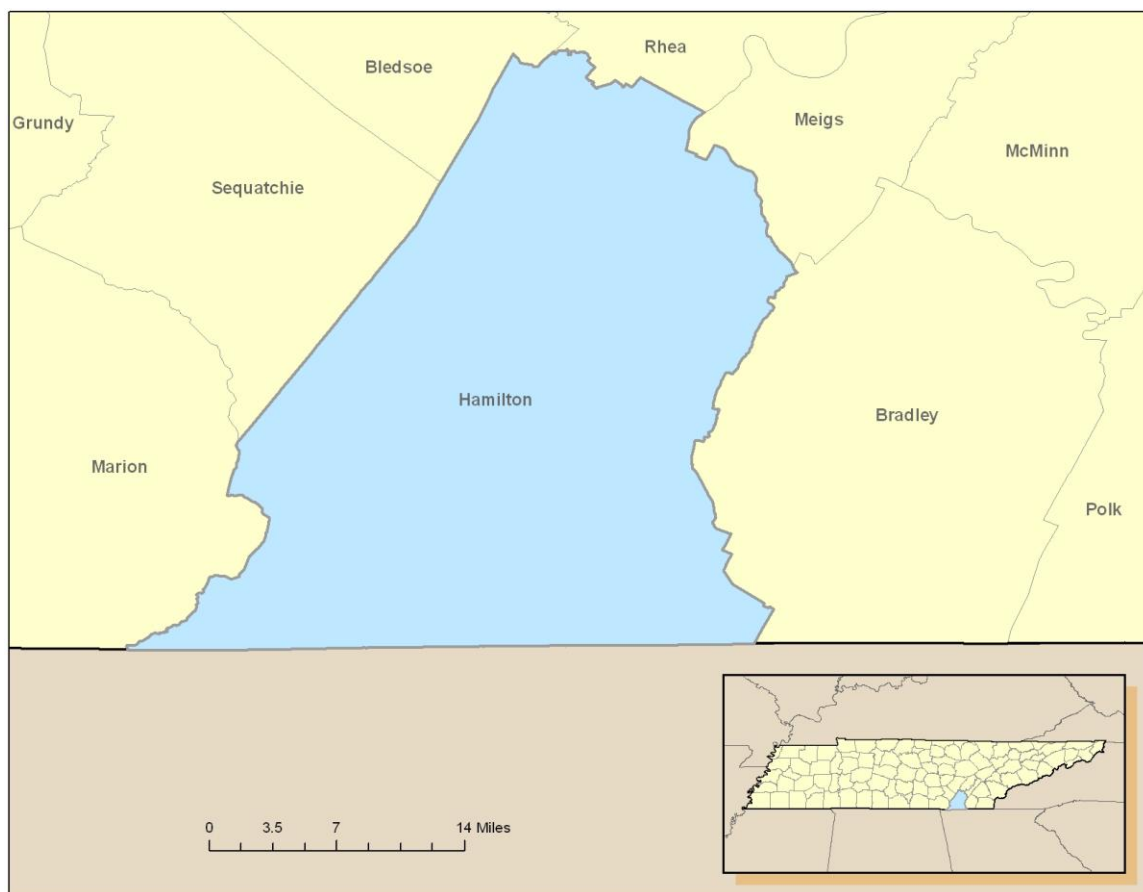 Rhea
Bledsoe
Meigs
Grundy
McMinn
Sequatchie
Hamilton
Bradley
Marion
Polk
0 3.5 7 14 Miles